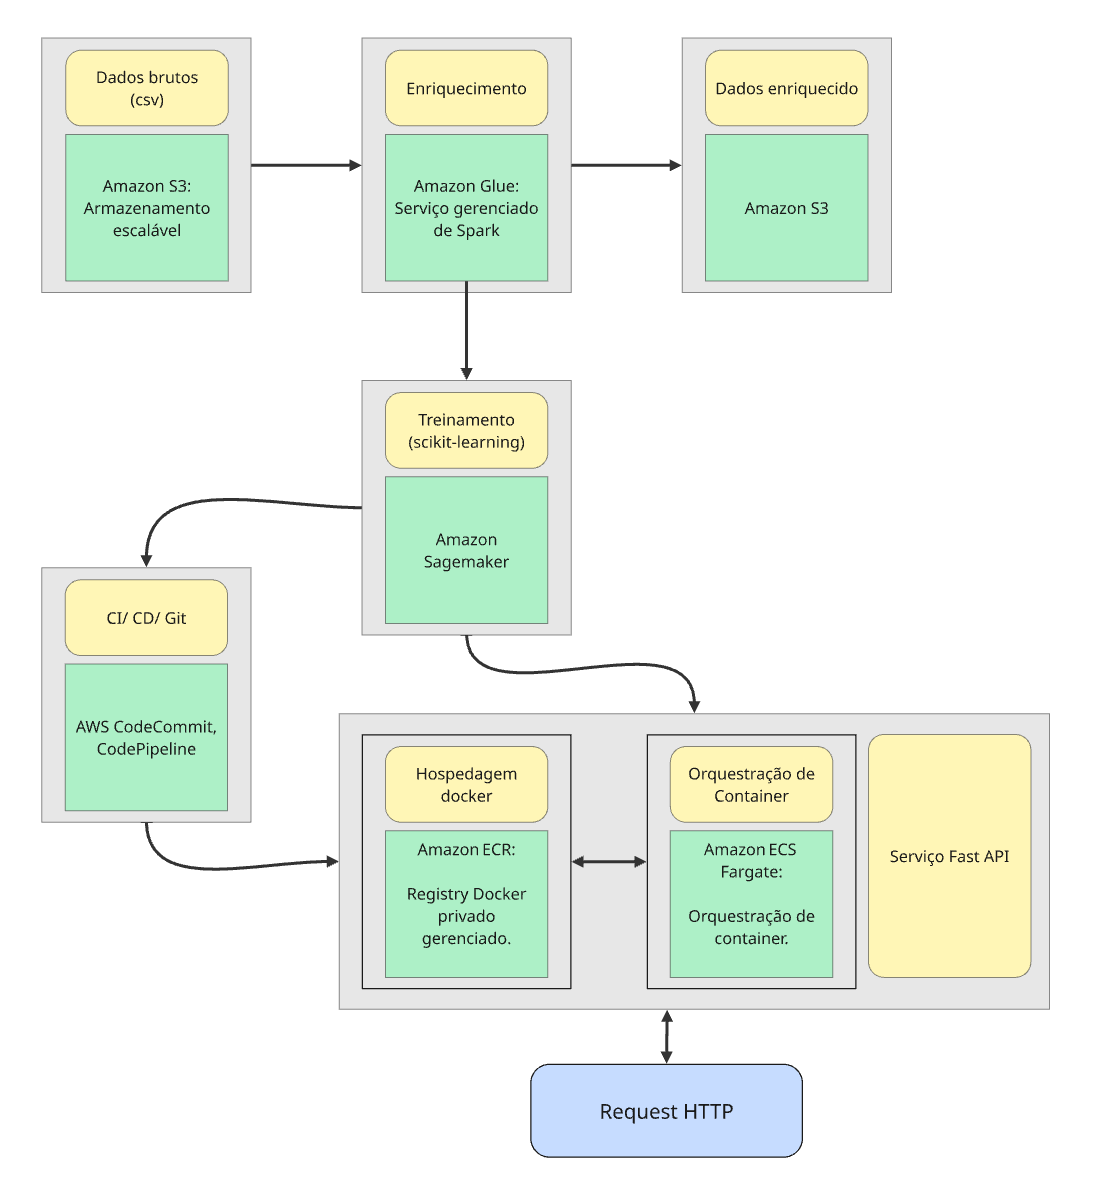 Dados brutos
(csv)
Amazon S3:
Armazenamento
escalável
Enriquecimento
Amazon Glue:
Serviço gerenciado
de Spark
Dados enriquecido
Amazon S3
Treinamento
(scikit-learning)
Amazon
Sagemaker
CI/ CD/ Git
AWS CodeCommit,
CodePipeline
Hospedagem
docker
Amazon ECR:
Registry Docker
privado
gerenciado.
Orquestração de
Container
Amazon ECS
Fargate:
Orquestração de
container.
Serviço Fast API
Request HTTP